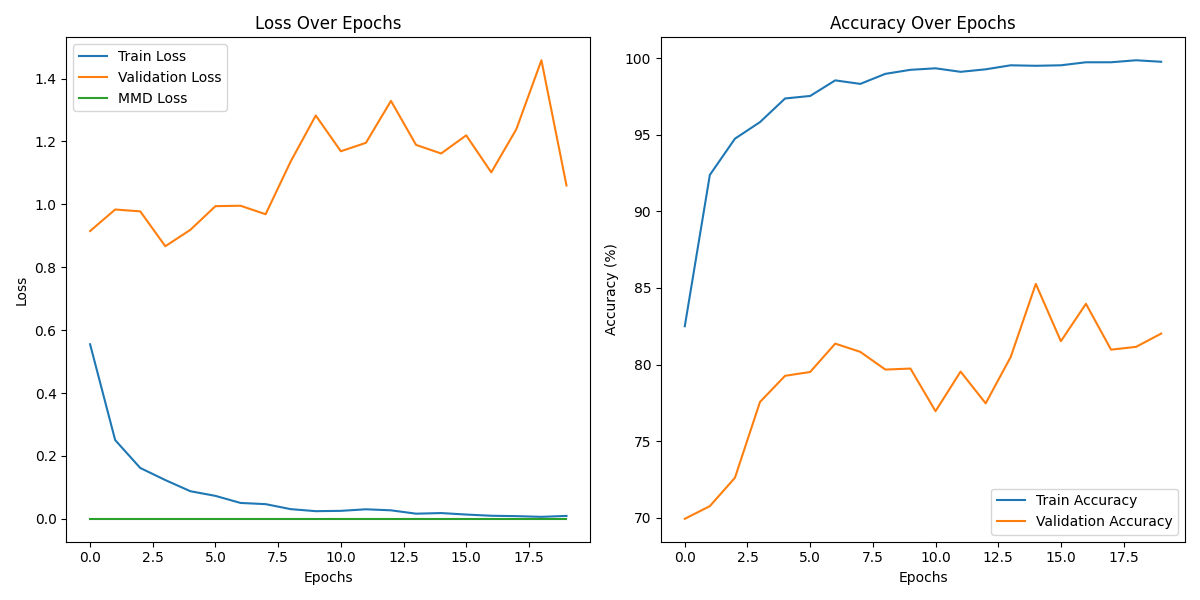 Loss Over Epochs
Train Loss
Validation Loss
MMD Loss
1.4
1.2
1.0
0.8
0.6
0.4
0.2
0.0
Loss
0.0 2.5 5.0 7.5 10.0 12.5 15.0 17.5
Epochs
Accuracy Over Epochs
100
95
90
85
80
75
70
Accuracy (%)
Train Accuracy
Validation Accuracy
0.0 2.5 5.0 7.5 10.0 12.5 15.0 17.5
Epochs